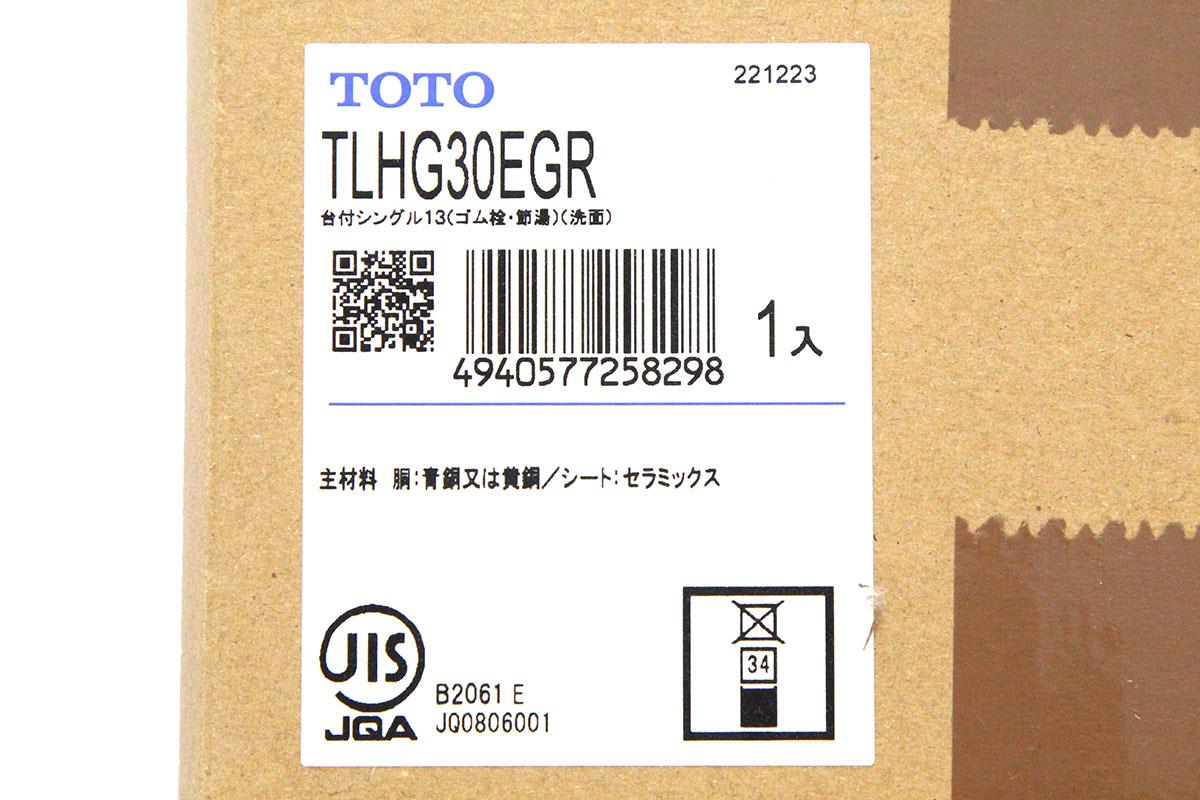 TOTO
221223
TLHG30EGR
台付シングル13(ゴム栓・節湯)(洗面)
4940577258298
1入
主材料 胴:青銅又は黄銅/シート:セラミックス
JIS
JQA
B2061 E
JQ0806001
34